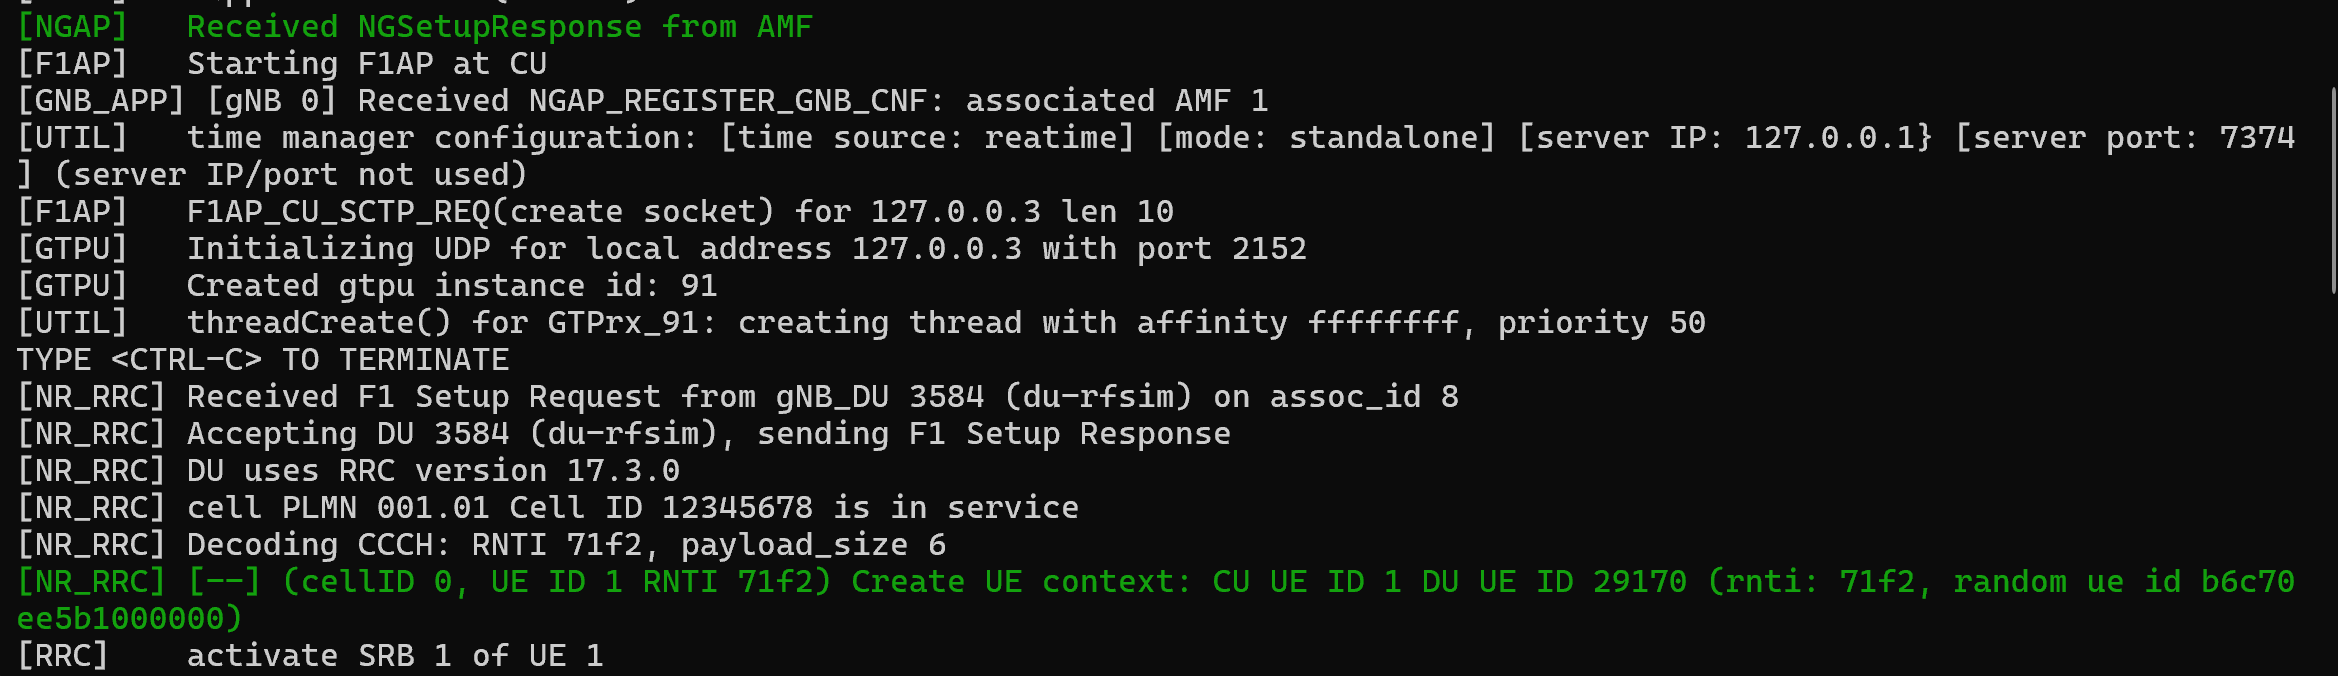 [NGAP]   Received NGSetupResponse from AMF
[F1AP]   Starting F1AP at CU
[GNB_APP] [gNB 0] Received NGAP_REGISTER_GNB_CNF: associated AMF 1
[UTIL]   time manager configuration: [time source: reatime] [mode: standalone] [server IP: 127.0.0.1} [server port: 7374
] (server IP/port not used)
[F1AP]   F1AP_CU_SCTP_REQ(create socket) for 127.0.0.3 len 10
[GTPU]   Initializing UDP for local address 127.0.0.3 with port 2152
[GTPU]   Created gtpu instance id: 91
[UTIL]   threadCreate() for GTPrx_91: creating thread with affinity ffffffff, priority 50
TYPE <CTRL-C> TO TERMINATE
[NR_RRC] Received F1 Setup Request from gNB_DU 3584 (du-rfsim) on assoc_id 8
[NR_RRC] Accepting DU 3584 (du-rfsim), sending F1 Setup Response
[NR_RRC] DU uses RRC version 17.3.0
[NR_RRC] cell PLMN 001.01 Cell ID 12345678 is in service
[NR_RRC] Decoding CCCH: RNTI 71f2, payload_size 6
[NR_RRC] [--] (cellID 0, UE ID 1 RNTI 71f2) Create UE context: CU UE ID 1 DU UE ID 29170 (rnti: 71f2, random ue id b6c70
ee5b1000000)
[RRC]    activate SRB 1 of UE 1